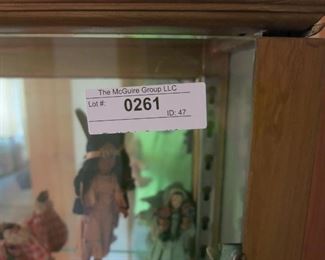 The McGuire Group LLC
Lot #: 0261
ID: 47